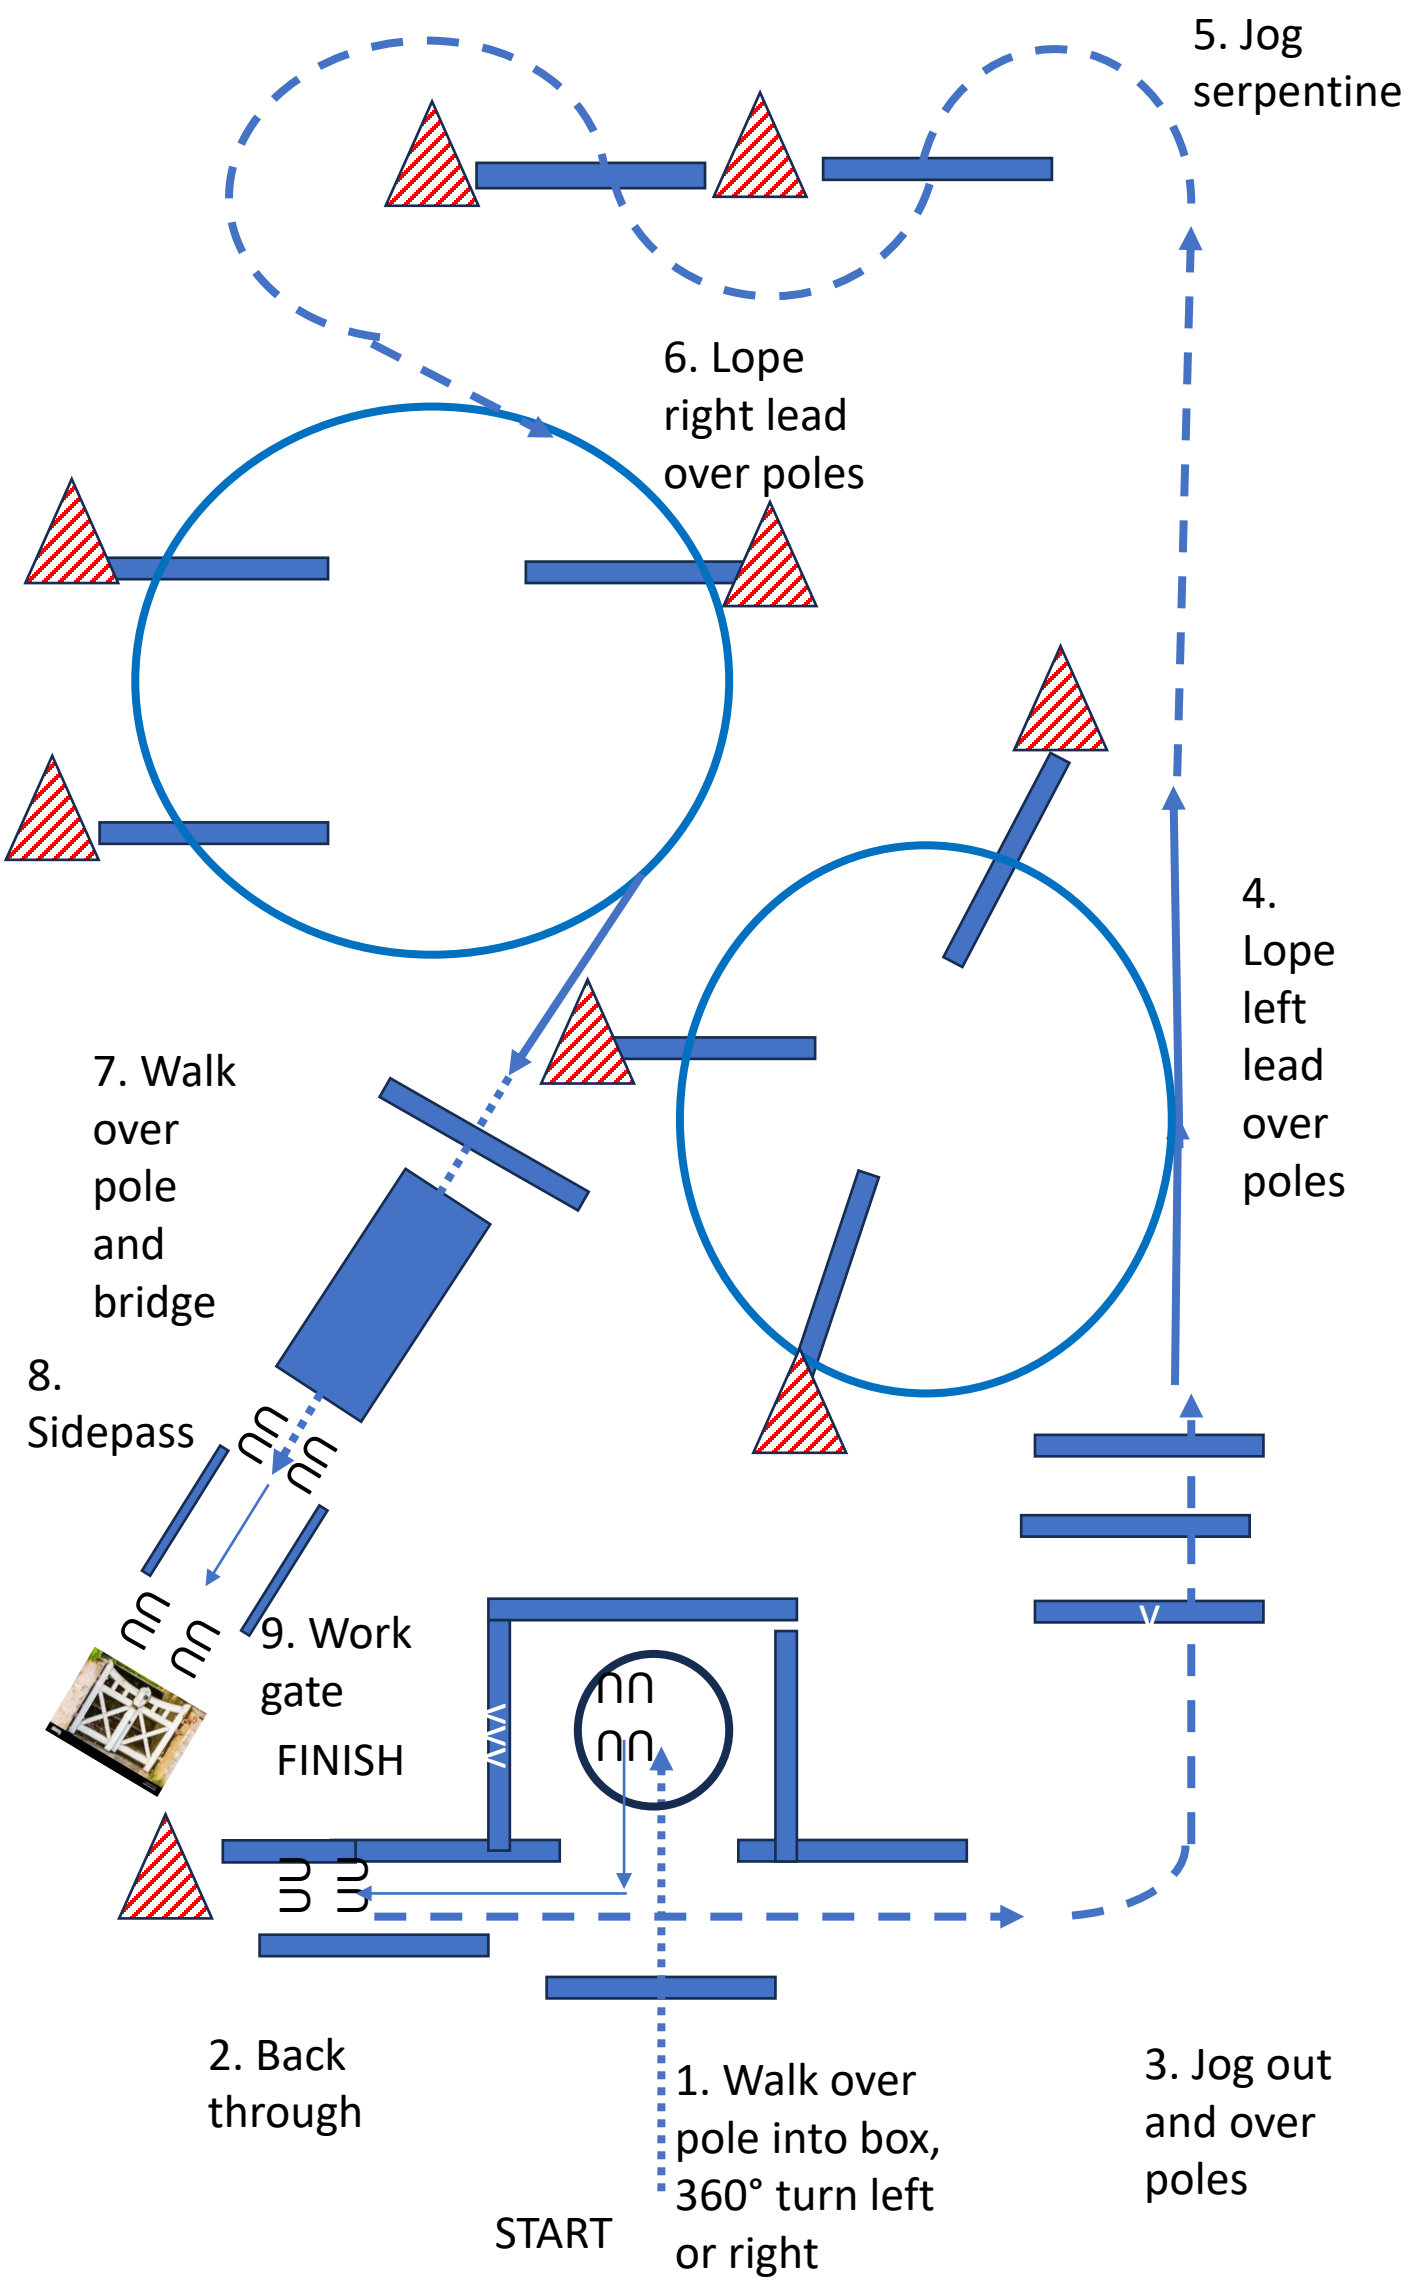 5. Jog
serpentine
6. Lope
right lead
over poles
4.
Lope
left
lead
over
poles
7. Walk
over
pole
and
bridge
8.
Sidepass
9. Work
gate
FINISH
2. Back
through
1. Walk over
pole into box,
360° turn left
or right
3. Jog out
and over
poles
START